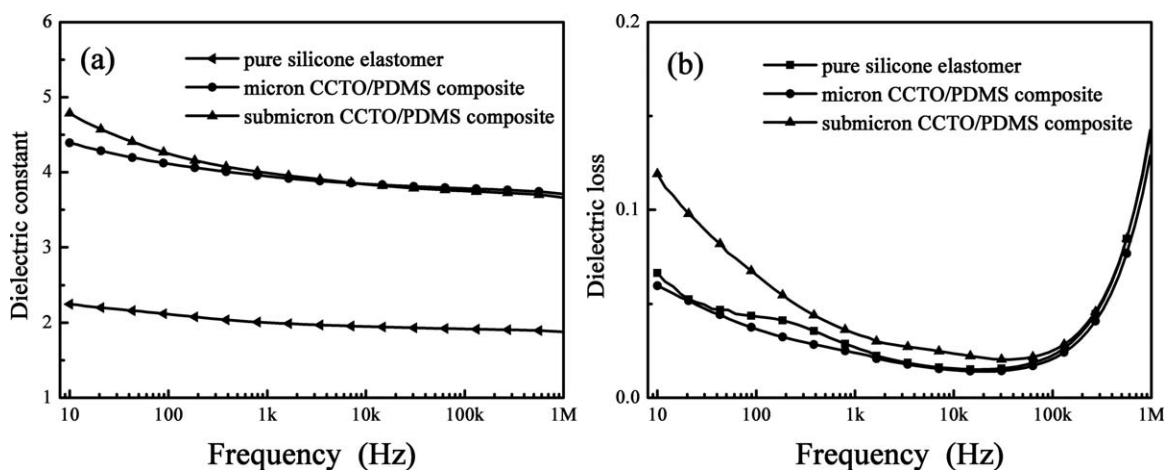 (a)
pure silicone elastomer
micron CCTO/PDMS composite
submicron CCTO/PDMS composite
Dielectric constant
6
5
4
3
2
1
10 100 1k 10k 100k 1M
Frequency (Hz)
(b)
pure silicone elastomer
micron CCTO/PDMS composite
submicron CCTO/PDMS composite
Dielectric loss
0.2
0.1
0.0
10 100 1k 10k 100k 1M
Frequency (Hz)